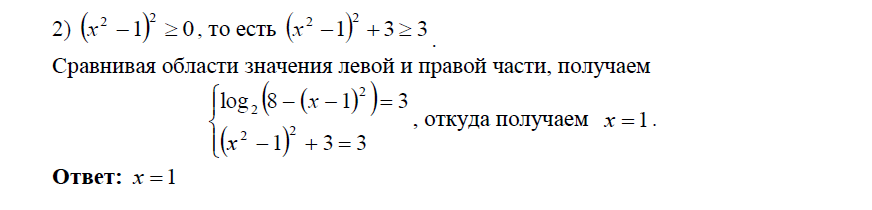 2) (x² – 1)² ≥ 0, то есть (x² – 1)² + 3 ≥ 3.
Сравнивая области значения левой и правой части, получаем
{ log₂(8 – (x – 1)²) = 3
(x² – 1)² + 3 = 3 , откуда получаем x = 1.
Ответ: x = 1